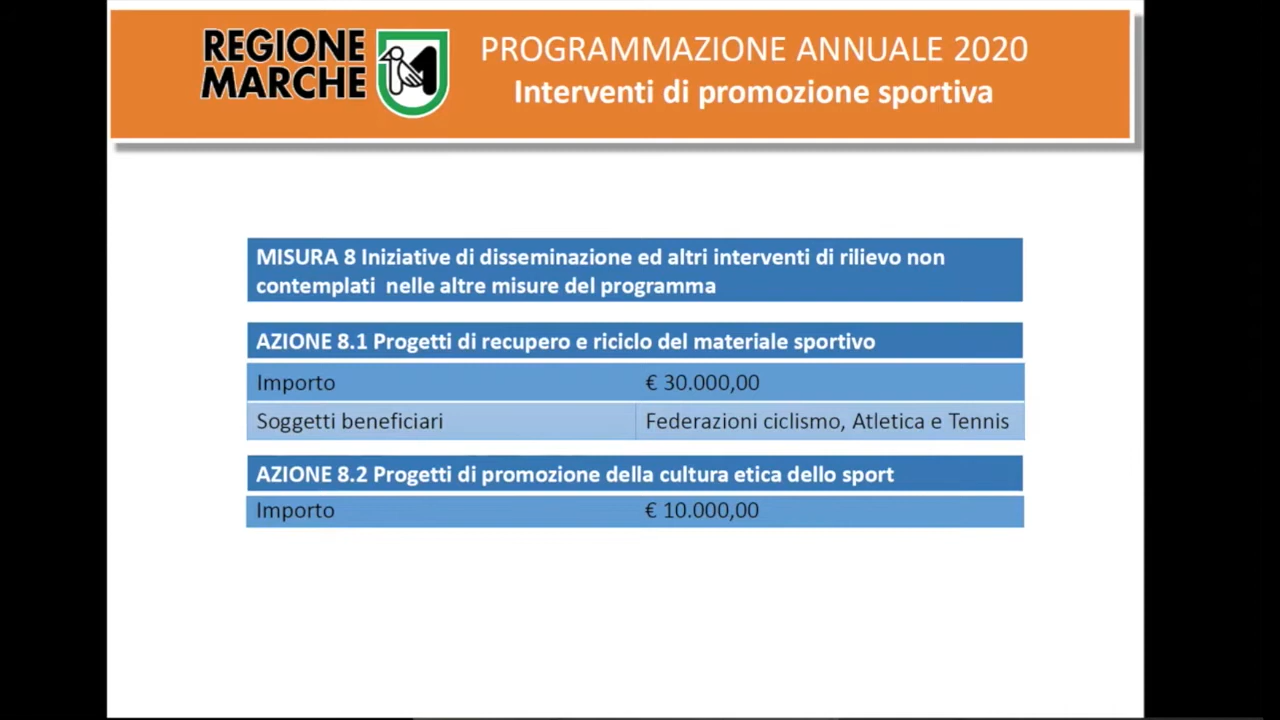 REGIONE
MARCHE
PROGRAMMAZIONE ANNUALE 2020
Interventi di promozione sportiva
MISURA 8 Iniziative di disseminazione ed altri interventi di rilievo non
contemplati nelle altre misure del programma
AZIONE 8.1 Progetti di recupero e riciclo del materiale sportivo
Importo € 30.000,00
Soggetti beneficiari Federazioni ciclismo, Atletica e Tennis
AZIONE 8.2 Progetti di promozione della cultura etica dello sport
Importo € 10.000,00